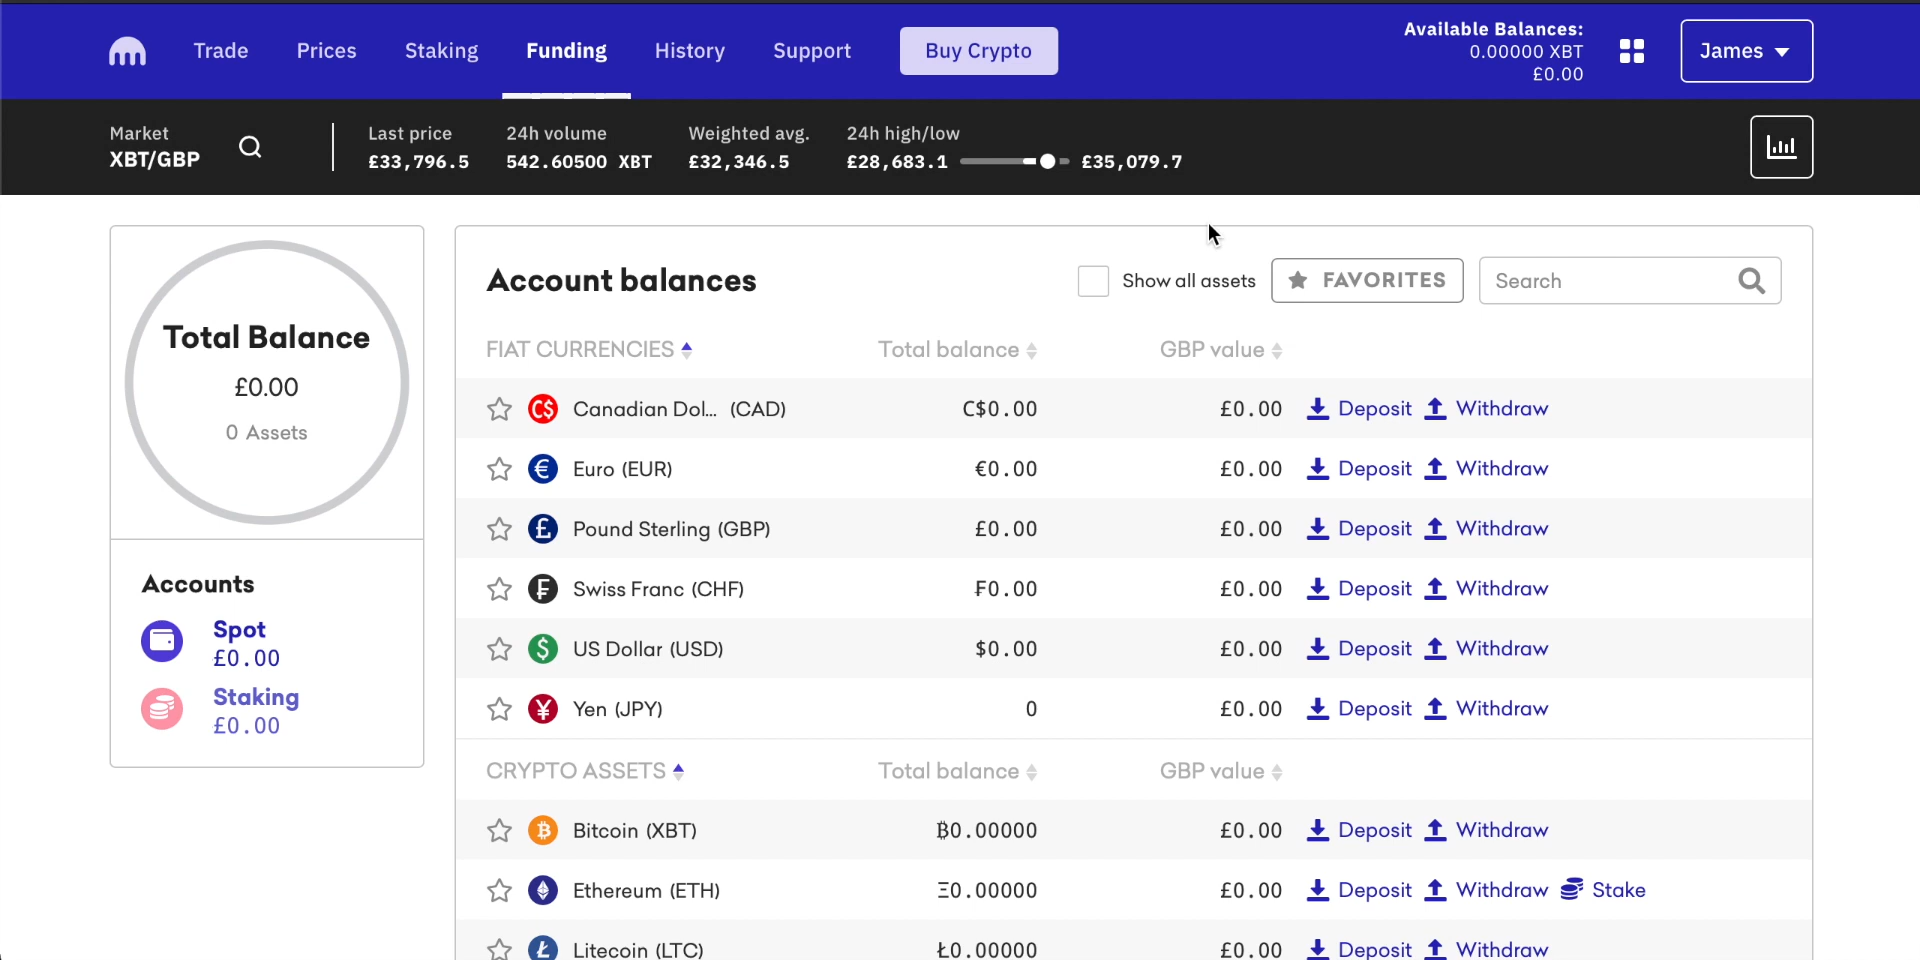 Trade Prices Staking Funding History Support Buy Crypto
Available Balances:
0.00000 XBT
£0.00
James
Market
XBT/GBP
Last price
£33,796.5
24h volume
542.60500 XBT
Weighted avg.
£32,346.5
24h high/low
£28,683.1 £35,079.7
Total Balance
£0.00
0 Assets
Accounts
Spot
£0.00
Staking
£0.00
Account balances Show all assets FAVORITES Search
FIAT CURRENCIES Total balance GBP value
C$ Canadian Dol... (CAD) C$0.00 £0.00 Deposit Withdraw
€ Euro (EUR) €0.00 £0.00 Deposit Withdraw
£ Pound Sterling (GBP) £0.00 £0.00 Deposit Withdraw
₣ Swiss Franc (CHF) ₣0.00 £0.00 Deposit Withdraw
$ US Dollar (USD) $0.00 £0.00 Deposit Withdraw
¥ Yen (JPY) 0 £0.00 Deposit Withdraw
CRYPTO ASSETS Total balance GBP value
₿ Bitcoin (XBT) ₿0.00000 £0.00 Deposit Withdraw
Ethereum (ETH) Ξ0.00000 £0.00 Deposit Withdraw Stake
Ł Litecoin (LTC) Ł0.00000 £0.00 Deposit Withdraw